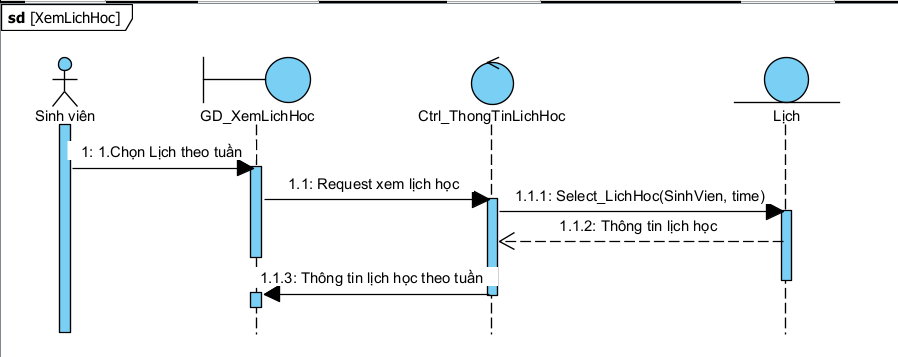 sd [XemLichHoc]
Sinh viên
GD_XemLichHoc
Ctrl_ThongTinLichHoc
Lịch
1: 1.Chọn Lịch theo tuần
1.1: Request xem lịch học
1.1.1: Select_LichHoc(SinhVien, time)
1.1.2: Thông tin lịch học
1.1.3: Thông tin lịch học theo tuần